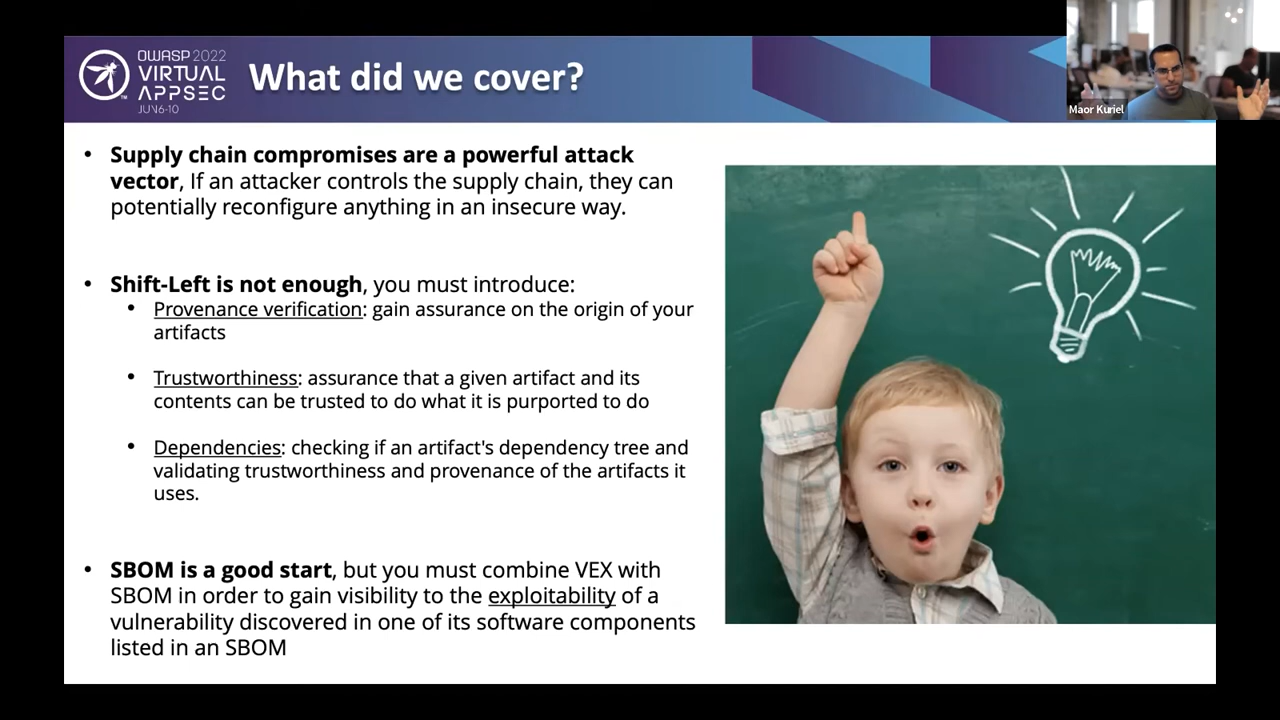 OWASP 2022
VIRTUAL
APPSEC
JUN 6-10
What did we cover?
Maor Kuriel
• Supply chain compromises are a powerful attack
vector, If an attacker controls the supply chain, they can
potentially reconfigure anything in an insecure way.
• Shift-Left is not enough, you must introduce:
• Provenance verification: gain assurance on the origin of your
artifacts
• Trustworthiness: assurance that a given artifact and its
contents can be trusted to do what it is purported to do
• Dependencies: checking if an artifact's dependency tree and
validating trustworthiness and provenance of the artifacts it
uses.
• SBOM is a good start, but you must combine VEX with
SBOM in order to gain visibility to the exploitability of a
vulnerability discovered in one of its software components
listed in an SBOM